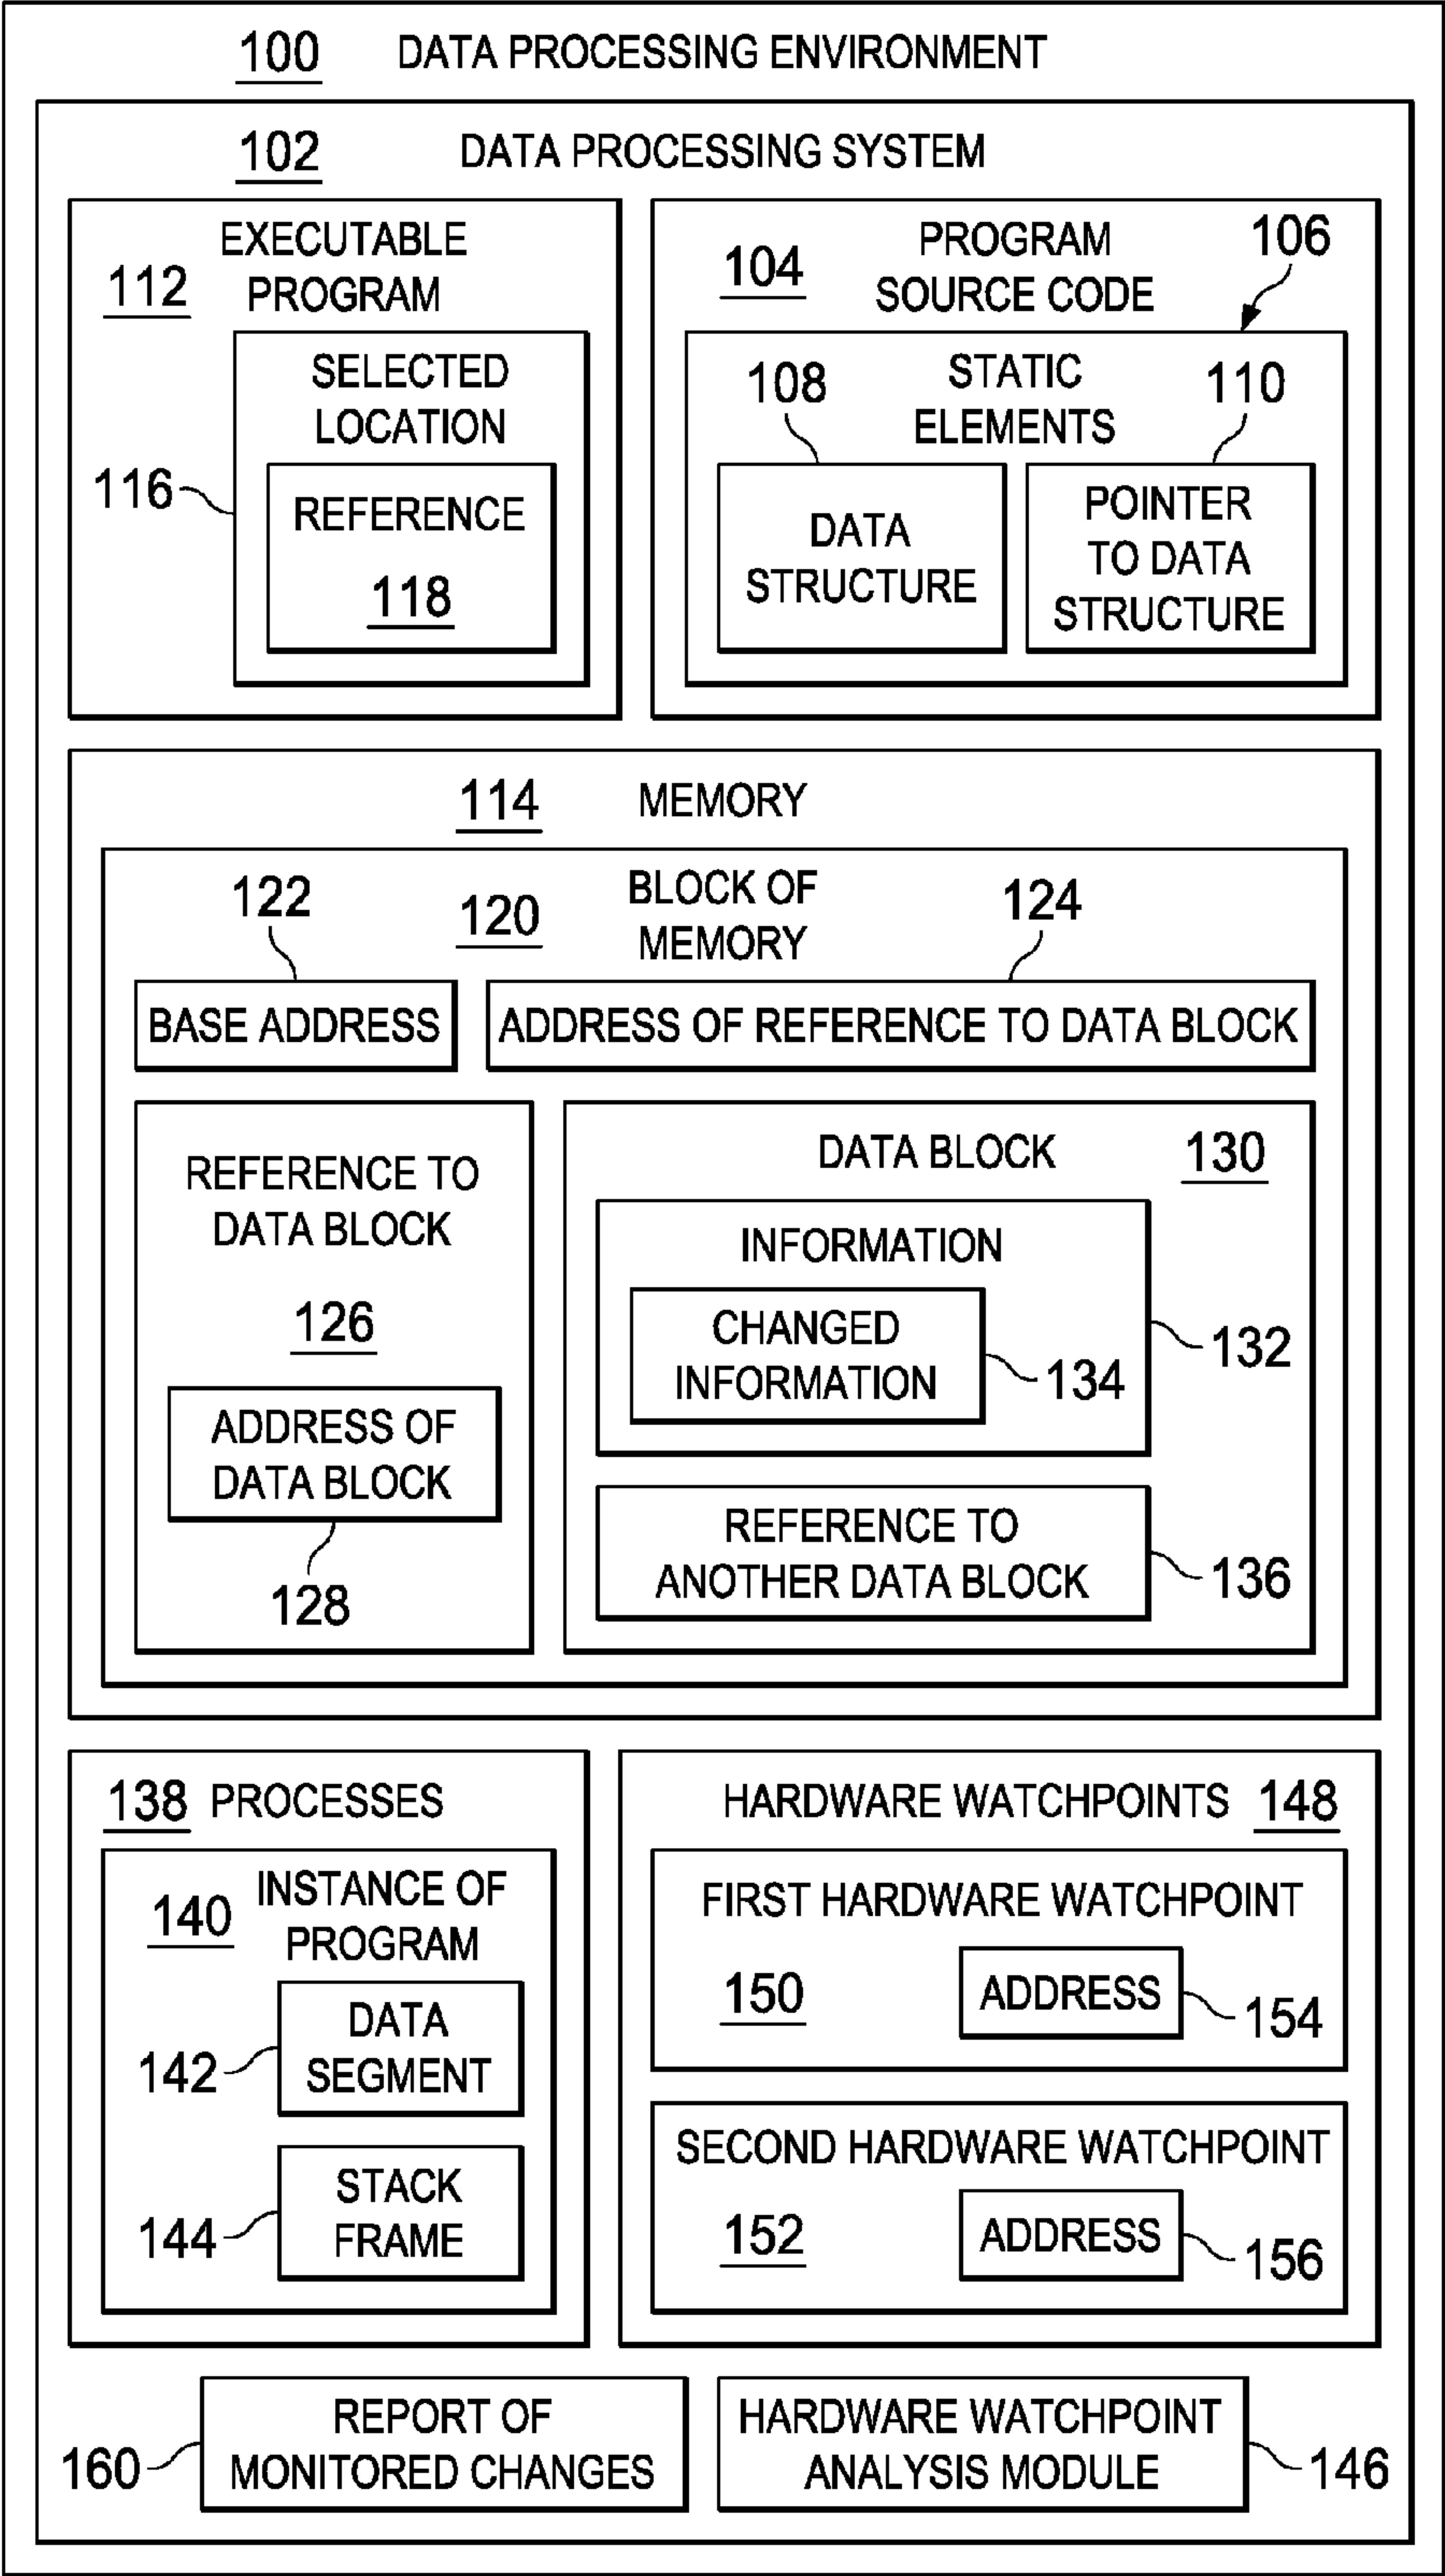 100 DATA PROCESSING ENVIRONMENT
102 DATA PROCESSING SYSTEM
EXECUTABLE
PROGRAM
112
SELECTED
LOCATION
116
REFERENCE
118
PROGRAM
SOURCE CODE
104
106
STATIC
ELEMENTS
108
110
DATA
STRUCTURE
POINTER
TO DATA
STRUCTURE
114 MEMORY
BLOCK OF
MEMORY
120
122
124
BASE ADDRESS
ADDRESS OF REFERENCE TO DATA BLOCK
REFERENCE TO
DATA BLOCK
126
ADDRESS OF
DATA BLOCK
128
DATA BLOCK 130
INFORMATION
CHANGED
INFORMATION
134
132
REFERENCE TO
ANOTHER DATA BLOCK
136
138 PROCESSES
INSTANCE OF
PROGRAM
140
DATA
SEGMENT
142
STACK
FRAME
144
HARDWARE WATCHPOINTS 148
FIRST HARDWARE WATCHPOINT
150
ADDRESS
154
SECOND HARDWARE WATCHPOINT
152
ADDRESS
156
REPORT OF
MONITORED CHANGES
160
HARDWARE WATCHPOINT
ANALYSIS MODULE
146